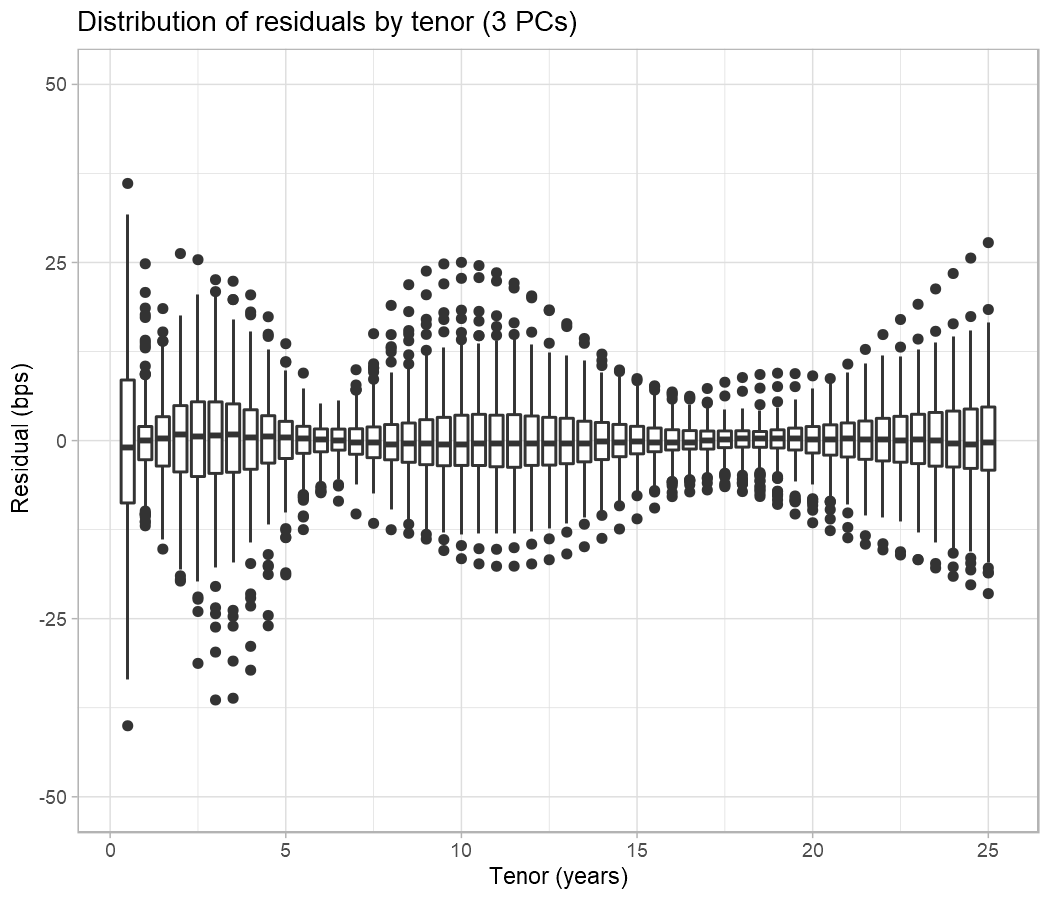 Distribution of residuals by tenor (3 PCs)
50
25
0
-25
-50
Residual (bps)
0 5 10 15 20 25
Tenor (years)